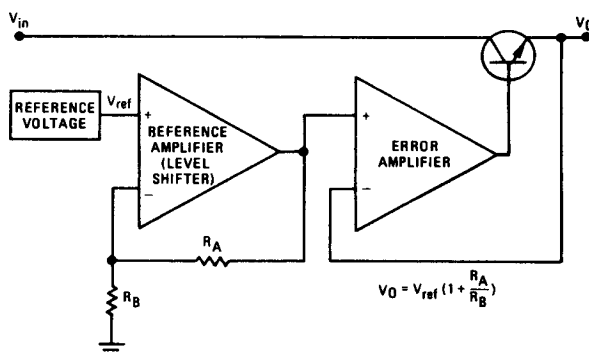 Vin
VO
REFERENCE
VOLTAGE
Vref
+
REFERENCE
AMPLIFIER
(LEVEL
SHIFTER)
−
+
ERROR
AMPLIFIER
−
RA
RB
VO = Vref (1 + RA/RB)